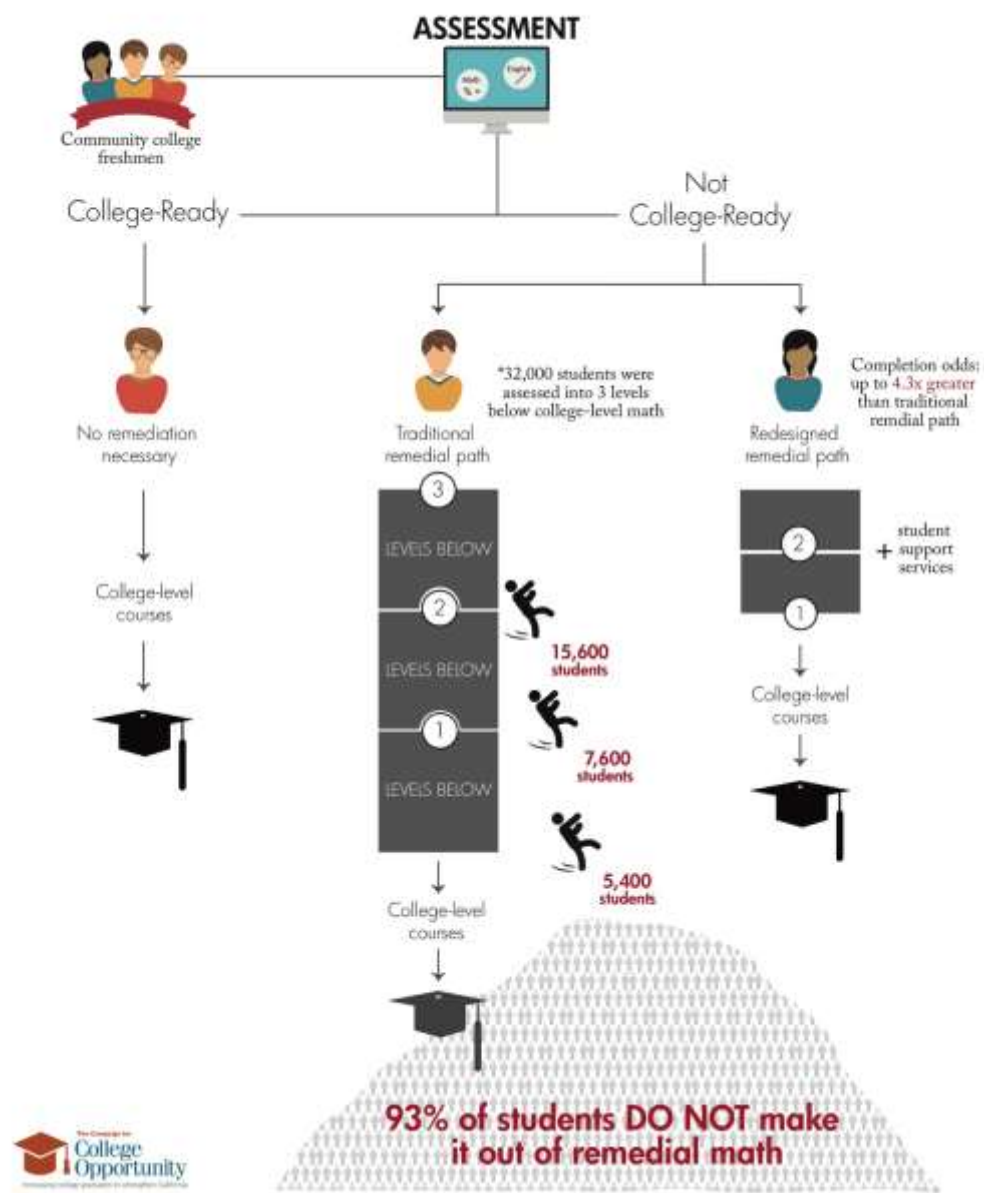 ASSESSMENT
Math
English
Community college
freshmen
College-Ready
Not
College-Ready
No remediation
necessary
College-level
courses
Traditional
remedial path
*32,000 students were
assessed into 3 levels
below college-level math
3
LEVELS BELOW
2
LEVELS BELOW
1
LEVELS BELOW
15,600
students
7,600
students
5,400
students
College-level
courses
Redesigned
remedial path
Completion odds:
up to 4.3x greater
than traditional
remdial path
2
1
+ student
support
services
College-level
courses
93% of students DO NOT make
it out of remedial math
The Campaign for
College
Opportunity